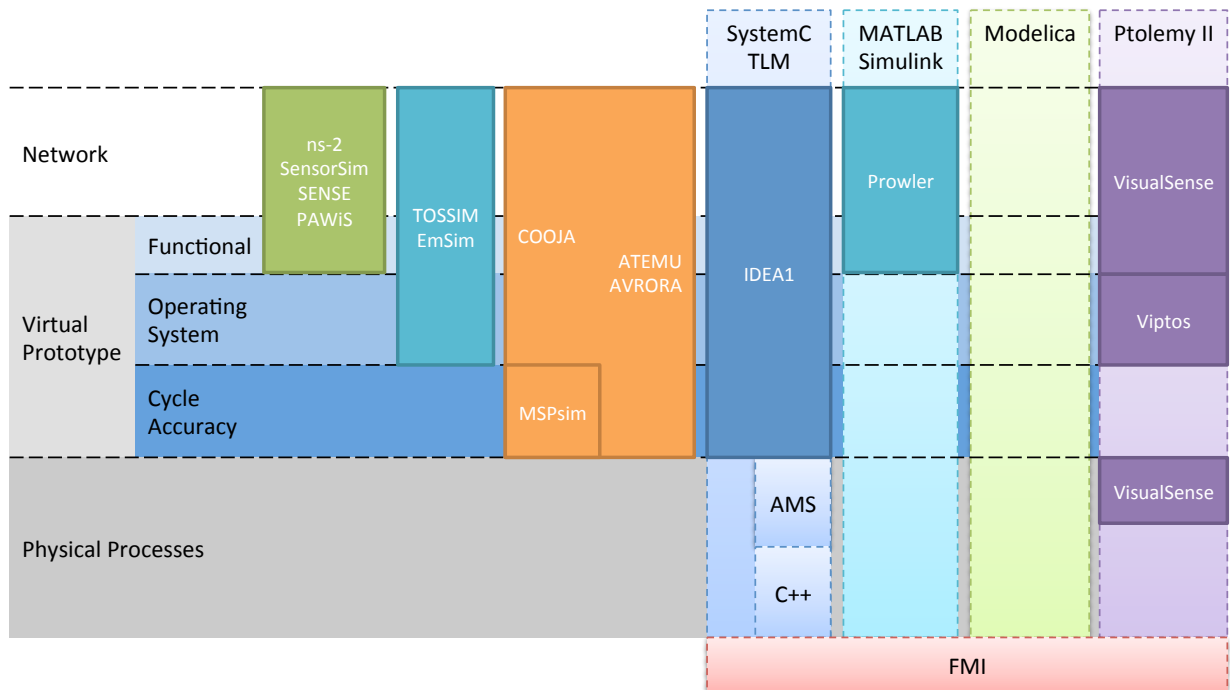 SystemC
TLM
MATLAB
Simulink
Modelica
Ptolemy II
Network
ns-2
SensorSim
SENSE
PAWiS
TOSSIM
EmSim
COOJA
ATEMU
AVRORA
IDEA1
Prowler
VisualSense
Virtual
Prototype
Functional
Operating
System
Viptos
Cycle
Accuracy
MSPsim
Physical Processes
AMS
C++
VisualSense
FMI